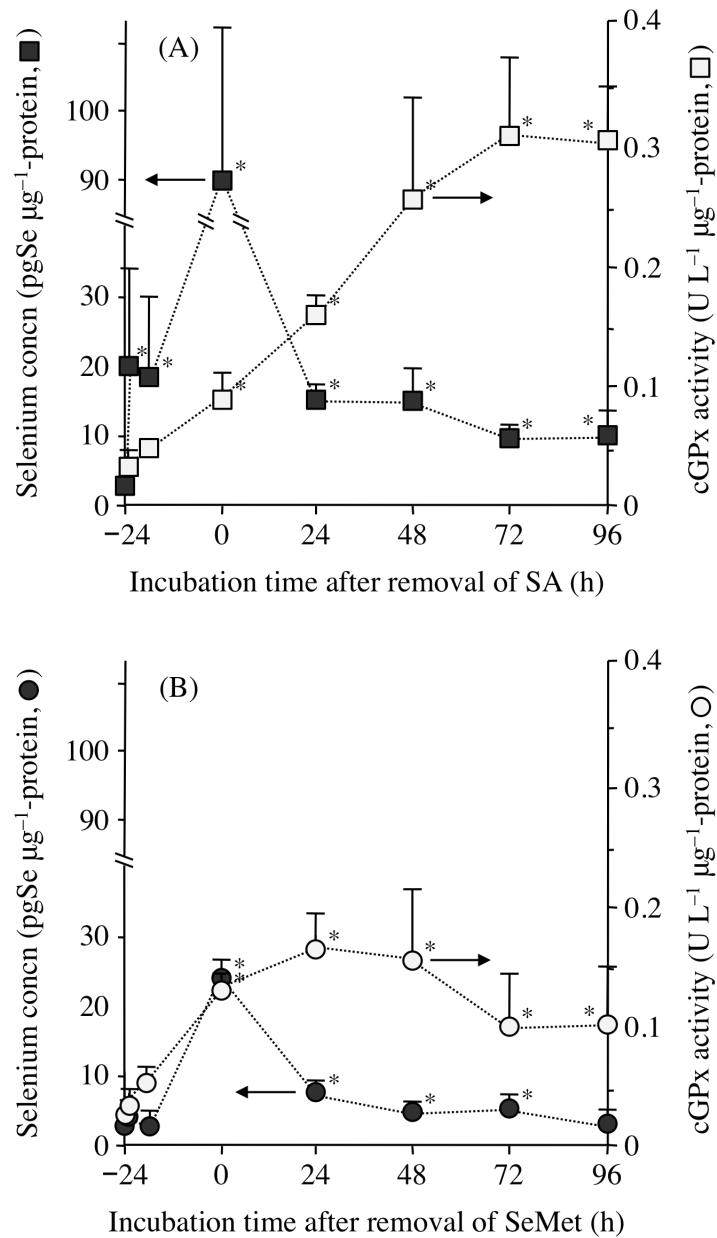 (A)
Selenium concn (pgSe µg⁻¹-protein, ■)
100
90
30
20
10
0
0.4
0.3
0.2
0.1
0
cGPx activity (U L⁻¹ µg⁻¹-protein, □)
* * * * * * *
* * * * * *
−24 0 24 48 72 96
Incubation time after removal of SA (h)
(B)
Selenium concn (pgSe µg⁻¹-protein, ●)
100
90
30
20
10
0
0.4
0.3
0.2
0.1
0
cGPx activity (U L⁻¹ µg⁻¹-protein, ○)
* * * * * *
* * * *
−24 0 24 48 72 96
Incubation time after removal of SeMet (h)